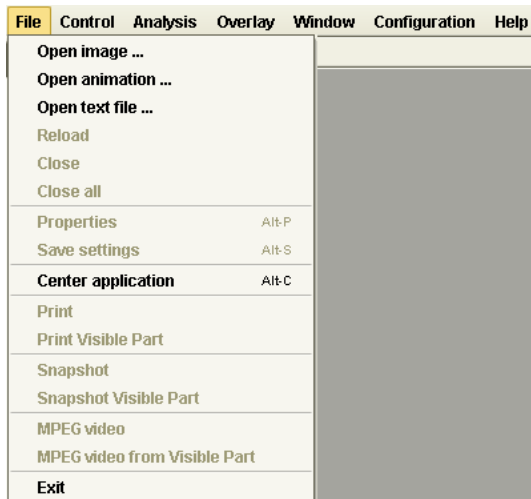 File Control Analysis Overlay Window Configuration Help
Open image ...
Open animation ...
Open text file ...
Reload
Close
Close all
Properties Alt-P
Save settings Alt-S
Center application Alt-C
Print
Print Visible Part
Snapshot
Snapshot Visible Part
MPEG video
MPEG video from Visible Part
Exit